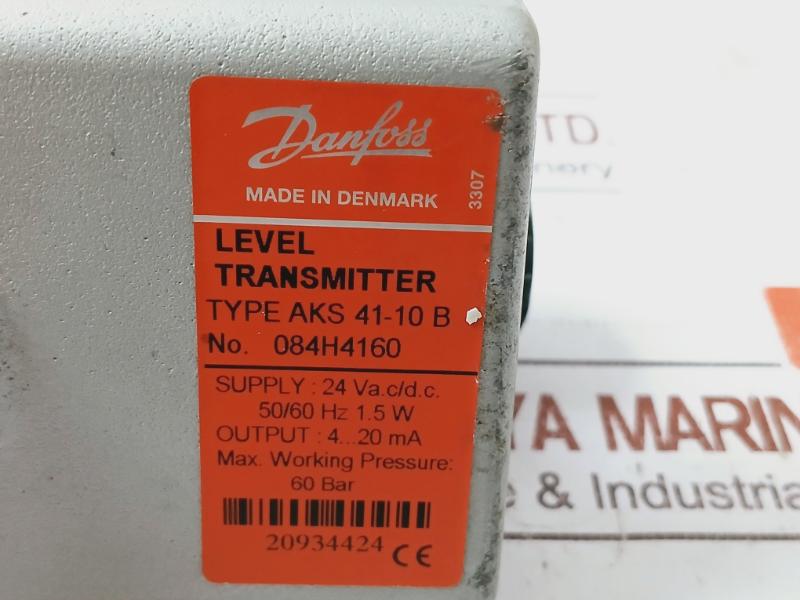 Danfoss
MADE IN DENMARK
3307
LEVEL
TRANSMITTER
TYPE AKS 41-10 B
No. 084H4160
SUPPLY : 24 Va.c/d.c.
50/60 Hz 1.5 W
OUTPUT : 4...20 mA
Max. Working Pressure:
60 Bar
20934424 CE
TD.
YA MARIN
& Industria